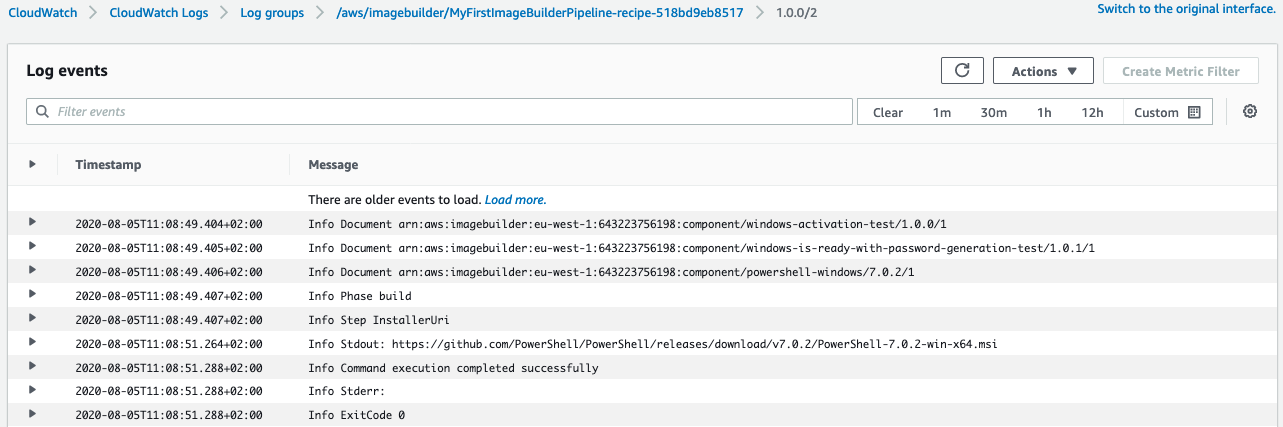 CloudWatch CloudWatch Logs Log groups /aws/imagebuilder/MyFirstImageBuilderPipeline-recipe-518bd9eb8517 1.0.0/2 Switch to the original interface.
Log events Actions Create Metric Filter
Filter events Clear 1m 30m 1h 12h Custom
Timestamp Message
There are older events to load. Load more.
2020-08-05T11:08:49.404+02:00 Info Document arn:aws:imagebuilder:eu-west-1:643223756198:component/windows-activation-test/1.0.0/1
2020-08-05T11:08:49.405+02:00 Info Document arn:aws:imagebuilder:eu-west-1:643223756198:component/windows-is-ready-with-password-generation-test/1.0.1/1
2020-08-05T11:08:49.406+02:00 Info Document arn:aws:imagebuilder:eu-west-1:643223756198:component/powershell-windows/7.0.2/1
2020-08-05T11:08:49.407+02:00 Info Phase build
2020-08-05T11:08:49.407+02:00 Info Step InstallerUri
2020-08-05T11:08:51.264+02:00 Info Stdout: https://github.com/PowerShell/PowerShell/releases/download/v7.0.2/PowerShell-7.0.2-win-x64.msi
2020-08-05T11:08:51.288+02:00 Info Command execution completed successfully
2020-08-05T11:08:51.288+02:00 Info Stderr:
2020-08-05T11:08:51.288+02:00 Info ExitCode 0